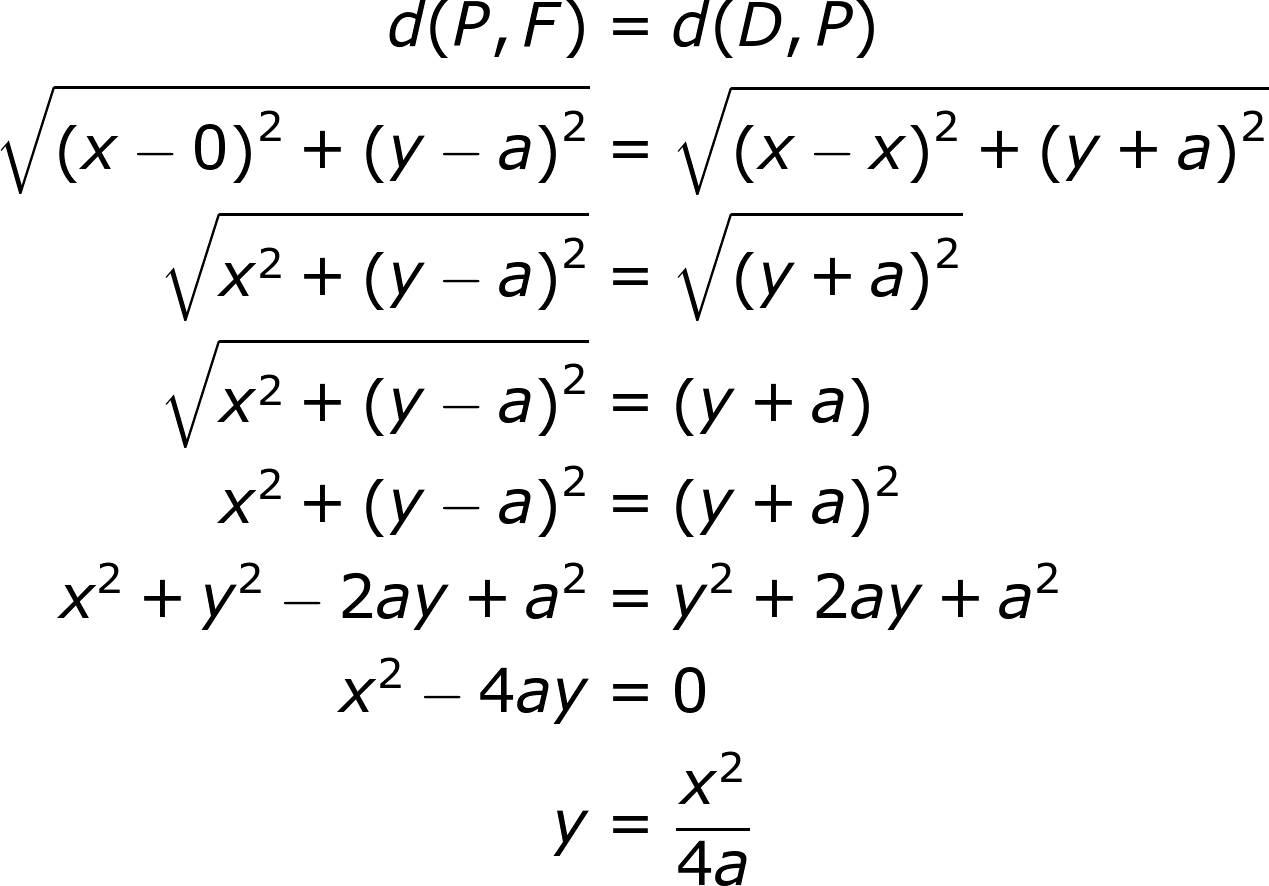 d(P, F) = d(D, P)
√((x − 0)² + (y − a)²) = √((x − x)² + (y + a)²)
√(x² + (y − a)²) = √((y + a)²)
√(x² + (y − a)²) = (y + a)
x² + (y − a)² = (y + a)²
x² + y² − 2ay + a² = y² + 2ay + a²
x² − 4ay = 0
y = x²/4a